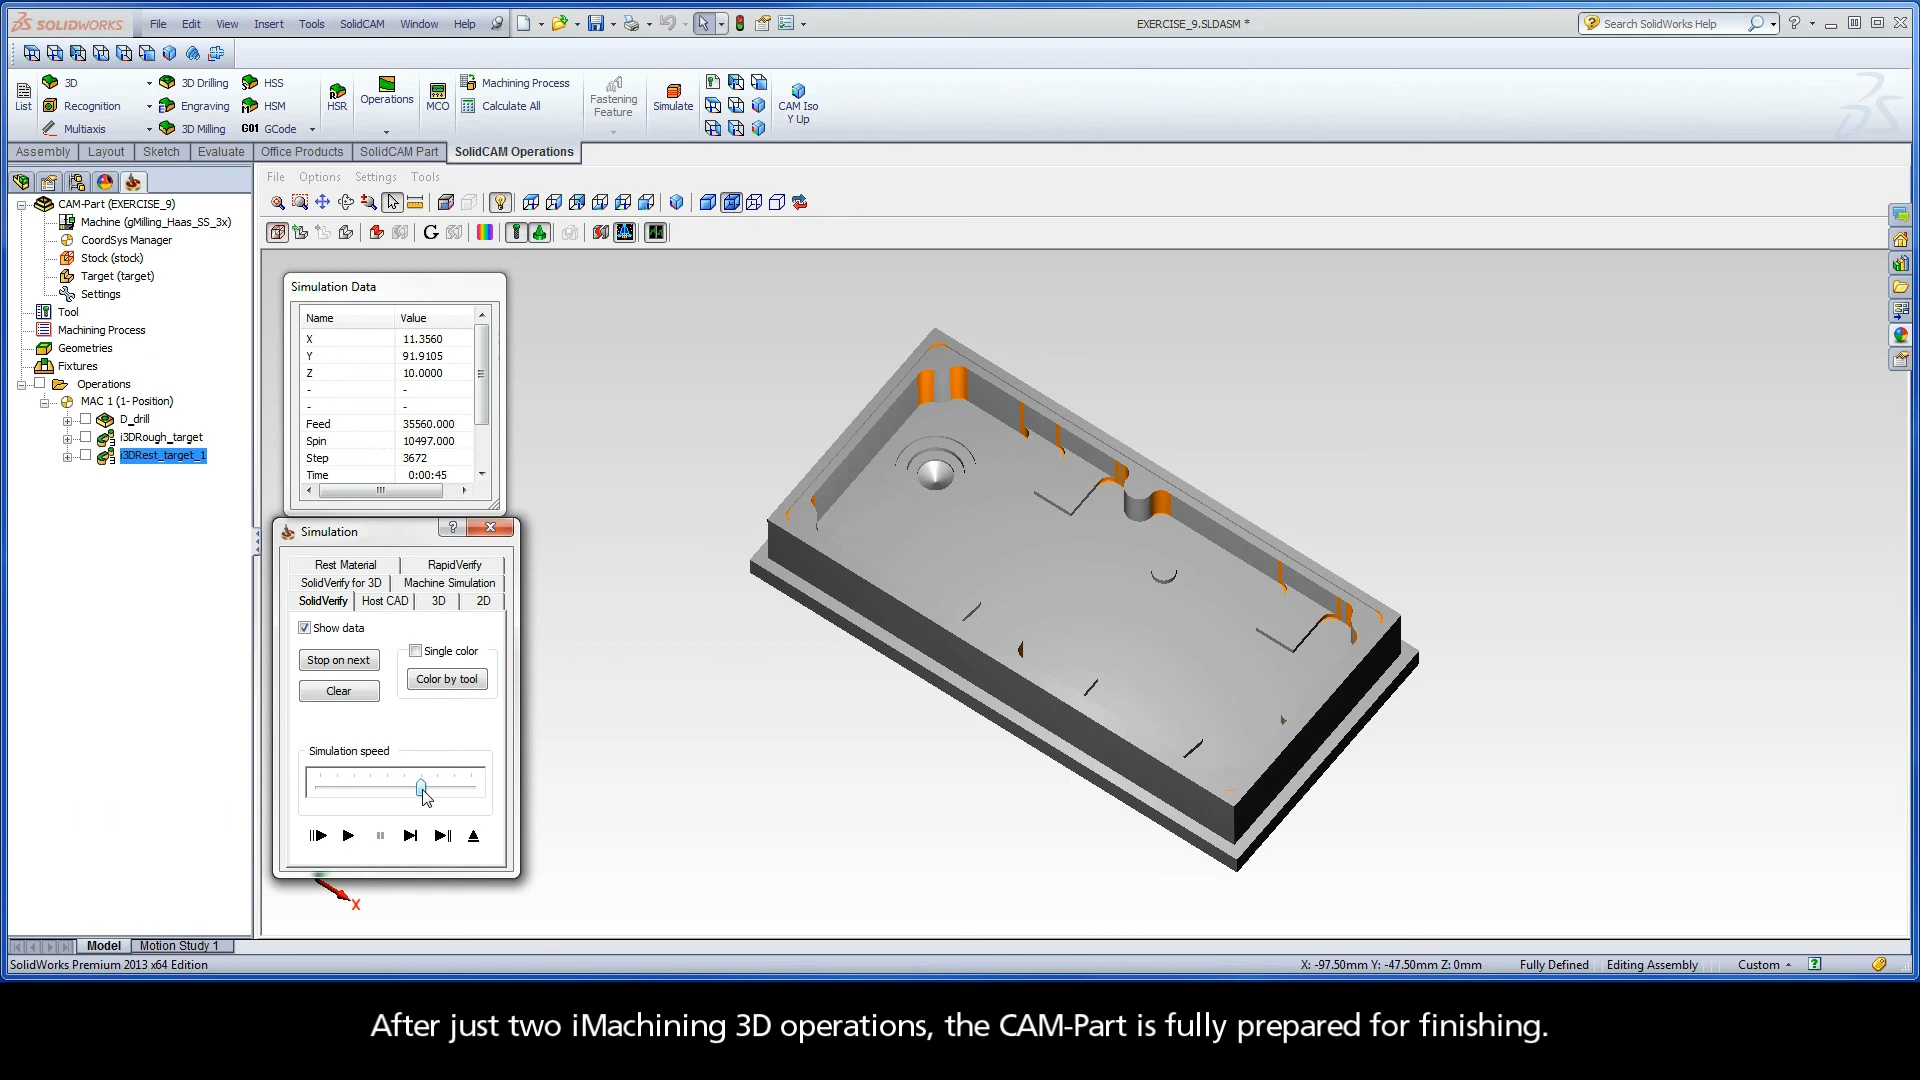 SOLIDWORKS File Edit View Insert Tools SolidCAM Window Help EXERCISE_9.SLDASM * Search SolidWorks Help
3D 3D Drilling HSS Machining Process
List Recognition Engraving HSM HSR Operations MCO Calculate All Fastening Feature Simulate CAM Iso Y Up
Multiaxis 3D Milling G01 GCode
Assembly Layout Sketch Evaluate Office Products SolidCAM Part SolidCAM Operations
File Options Settings Tools
CAM-Part (EXERCISE_9)
Machine (gMilling_Haas_SS_3x)
CoordSys Manager
Stock (stock)
Target (target)
Settings
Tool
Machining Process
Geometries
Fixtures
Operations
MAC 1 (1- Position)
D_drill
i3DRough_target
i3DRest_target_1
Simulation Data
Name Value
X 11.3560
Y 91.9105
Z 10.0000
- -
- -
Feed 35560.000
Spin 10497.000
Step 3672
Time 0:00:45
Simulation
Rest Material RapidVerify
SolidVerify for 3D Machine Simulation
SolidVerify Host CAD 3D 2D
Show data
Stop on next Single color
Clear Color by tool
Simulation speed
X
Model Motion Study 1
SolidWorks Premium 2013 x64 Edition X: -97.50mm Y: -47.50mm Z: 0mm Fully Defined Editing Assembly Custom
After just two iMachining 3D operations, the CAM-Part is fully prepared for finishing.